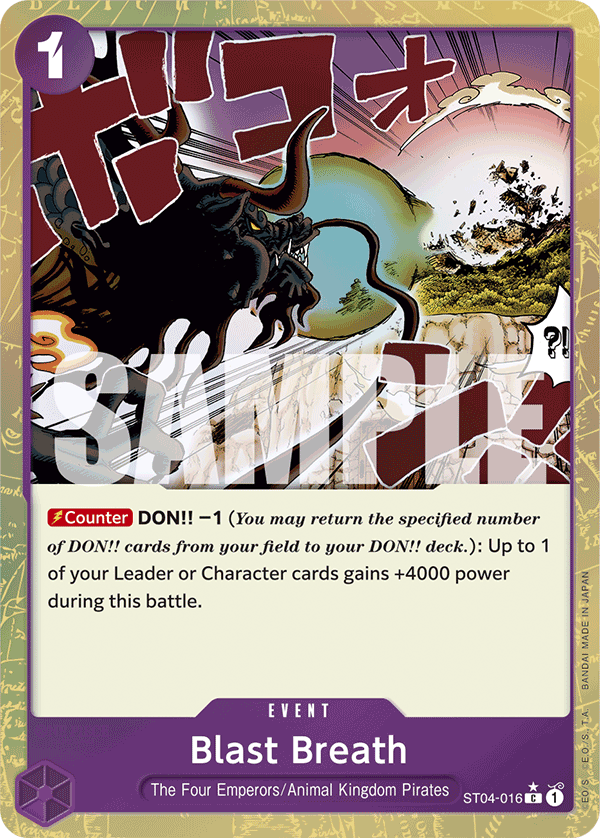 1
ボゴォ
?!
SAMPLE
Counter DON!! −1 (You may return the specified number
of DON!! cards from your field to your DON!! deck.): Up to 1
of your Leader or Character cards gains +4000 power
during this battle.
EVENT
Blast Breath
The Four Emperors/Animal Kingdom Pirates
ST04-016 C 1
©E.O./S. ©E.O./S.,T.A. BANDAI MADE IN JAPAN